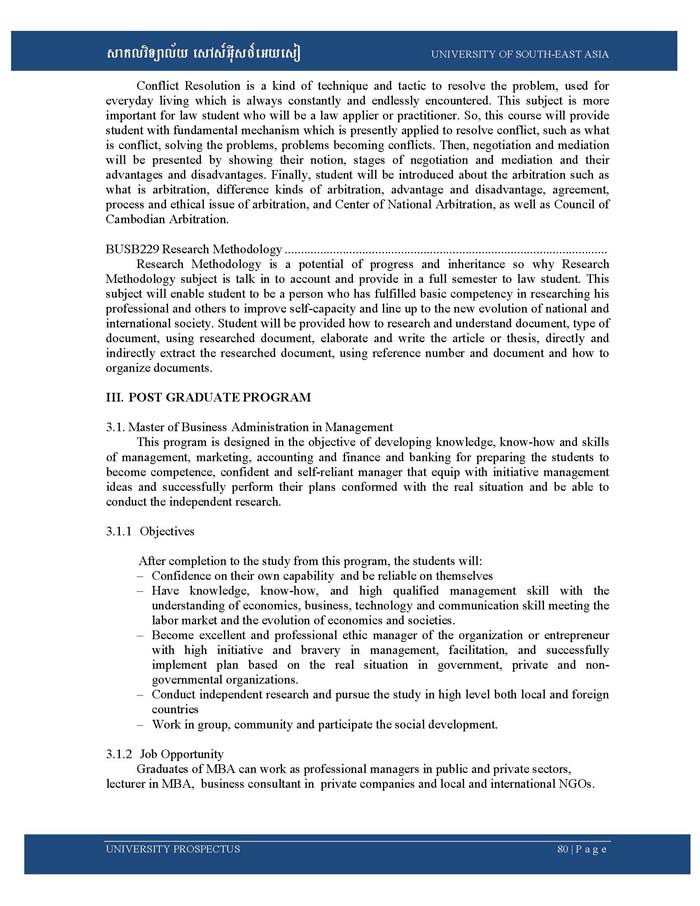 សាកលវិទ្យាល័យ សៅស៍អ៊ីសថ៍អេយសៀ
UNIVERSITY OF SOUTH-EAST ASIA
Conflict Resolution is a kind of technique and tactic to resolve the problem, used for
everyday living which is always constantly and endlessly encountered. This subject is more
important for law student who will be a law applier or practitioner. So, this course will provide
student with fundamental mechanism which is presently applied to resolve conflict, such as what
is conflict, solving the problems, problems becoming conflicts. Then, negotiation and mediation
will be presented by showing their notion, stages of negotiation and mediation and their
advantages and disadvantages. Finally, student will be introduced about the arbitration such as
what is arbitration, difference kinds of arbitration, advantage and disadvantage, agreement,
process and ethical issue of arbitration, and Center of National Arbitration, as well as Council of
Cambodian Arbitration.
BUSB229 Research Methodology ....................................................................................................
Research Methodology is a potential of progress and inheritance so why Research
Methodology subject is talk in to account and provide in a full semester to law student. This
subject will enable student to be a person who has fulfilled basic competency in researching his
professional and others to improve self-capacity and line up to the new evolution of national and
international society. Student will be provided how to research and understand document, type of
document, using researched document, elaborate and write the article or thesis, directly and
indirectly extract the researched document, using reference number and document and how to
organize documents.
III. POST GRADUATE PROGRAM
3.1. Master of Business Administration in Management
This program is designed in the objective of developing knowledge, know-how and skills
of management, marketing, accounting and finance and banking for preparing the students to
become competence, confident and self-reliant manager that equip with initiative management
ideas and successfully perform their plans conformed with the real situation and be able to
conduct the independent research.
3.1.1 Objectives
After completion to the study from this program, the students will:
– Confidence on their own capability and be reliable on themselves
– Have knowledge, know-how, and high qualified management skill with the
understanding of economics, business, technology and communication skill meeting the
labor market and the evolution of economics and societies.
– Become excellent and professional ethic manager of the organization or entrepreneur
with high initiative and bravery in management, facilitation, and successfully
implement plan based on the real situation in government, private and non-
governmental organizations.
– Conduct independent research and pursue the study in high level both local and foreign
countries
– Work in group, community and participate the social development.
3.1.2 Job Opportunity
Graduates of MBA can work as professional managers in public and private sectors,
lecturer in MBA, business consultant in private companies and local and international NGOs.
UNIVERSITY PROSPECTUS
80 | P a g e